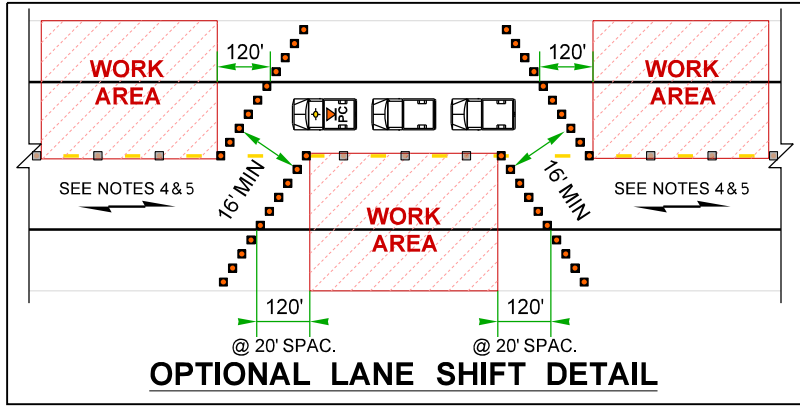 120'
120'
WORK
AREA
WORK
AREA
PC
SEE NOTES 4 & 5
16' MIN
16' MIN
SEE NOTES 4 & 5
WORK
AREA
120'
120'
@ 20' SPAC.
@ 20' SPAC.
OPTIONAL LANE SHIFT DETAIL